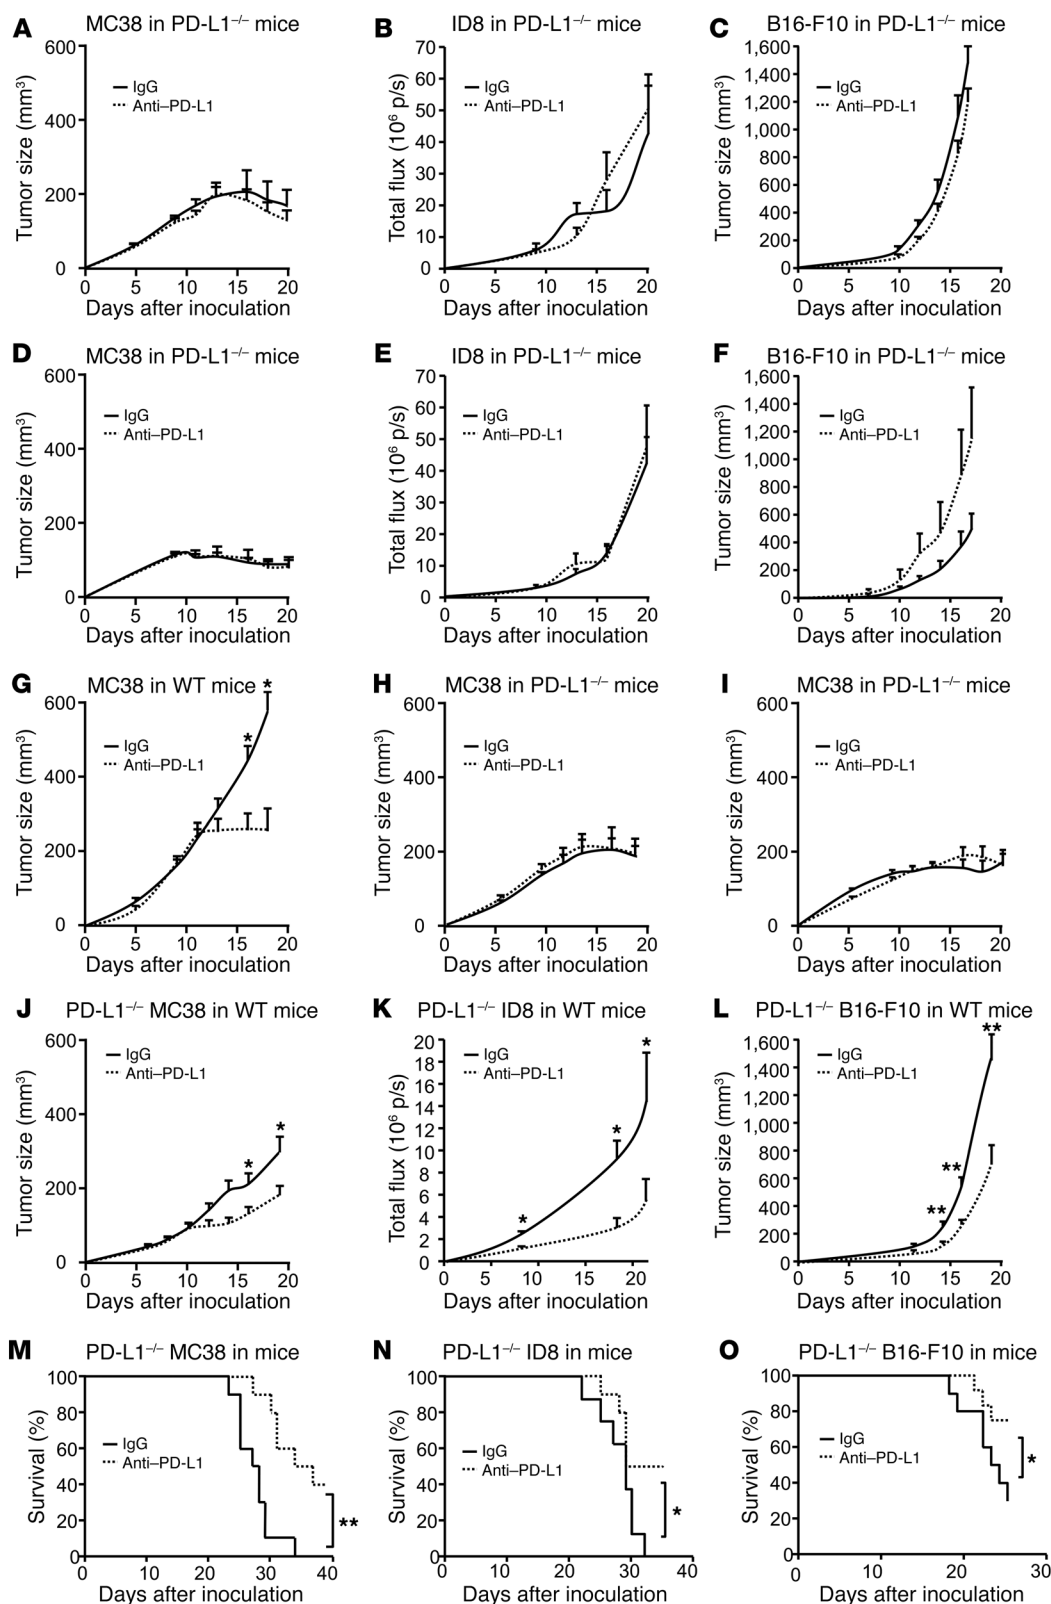 A MC38 in PD-L1⁻/⁻ mice
Tumor size (mm³)
600
400
200
0
IgG
Anti–PD-L1
0 5 10 15 20
Days after inoculation
B ID8 in PD-L1⁻/⁻ mice
Total flux (10⁶ p/s)
70
60
50
40
30
20
10
0
IgG
Anti–PD-L1
0 5 10 15 20
Days after inoculation
C B16-F10 in PD-L1⁻/⁻ mice
Tumor size (mm³)
1,600
1,400
1,200
1,000
800
600
400
200
0
IgG
Anti–PD-L1
0 5 10 15 20
Days after inoculation
D MC38 in PD-L1⁻/⁻ mice
Tumor size (mm³)
600
400
200
0
IgG
Anti–PD-L1
0 5 10 15 20
Days after inoculation
E ID8 in PD-L1⁻/⁻ mice
Total flux (10⁶ p/s)
70
60
50
40
30
20
10
0
IgG
Anti–PD-L1
0 5 10 15 20
Days after inoculation
F B16-F10 in PD-L1⁻/⁻ mice
Tumor size (mm³)
1,600
1,400
1,200
1,000
800
600
400
200
0
IgG
Anti–PD-L1
0 5 10 15 20
Days after inoculation
G MC38 in WT mice
Tumor size (mm³)
600
400
200
0
IgG
Anti–PD-L1
*
*
0 5 10 15 20
Days after inoculation
H MC38 in PD-L1⁻/⁻ mice
Tumor size (mm³)
600
400
200
0
IgG
Anti–PD-L1
0 5 10 15 20
Days after inoculation
I MC38 in PD-L1⁻/⁻ mice
Tumor size (mm³)
600
400
200
0
IgG
Anti–PD-L1
0 5 10 15 20
Days after inoculation
J PD-L1⁻/⁻ MC38 in WT mice
Tumor size (mm³)
600
400
200
0
IgG
Anti–PD-L1
*
*
0 5 10 15 20
Days after inoculation
K PD-L1⁻/⁻ ID8 in WT mice
Total flux (10⁶ p/s)
20
18
16
14
12
10
8
6
4
2
0
IgG
Anti–PD-L1
*
*
*
0 5 10 15 20
Days after inoculation
L PD-L1⁻/⁻ B16-F10 in WT mice
Tumor size (mm³)
1,600
1,400
1,200
1,000
800
600
400
200
0
IgG
Anti–PD-L1
**
**
**
0 5 10 15 20
Days after inoculation
M PD-L1⁻/⁻ MC38 in mice
Survival (%)
100
80
60
40
20
0
IgG
Anti–PD-L1
**
0 10 20 30 40
Days after inoculation
N PD-L1⁻/⁻ ID8 in mice
Survival (%)
100
80
60
40
20
0
IgG
Anti–PD-L1
*
0 10 20 30 40
Days after inoculation
O PD-L1⁻/⁻ B16-F10 in mice
Survival (%)
100
80
60
40
20
0
IgG
Anti–PD-L1
*
0 10 20 30
Days after inoculation